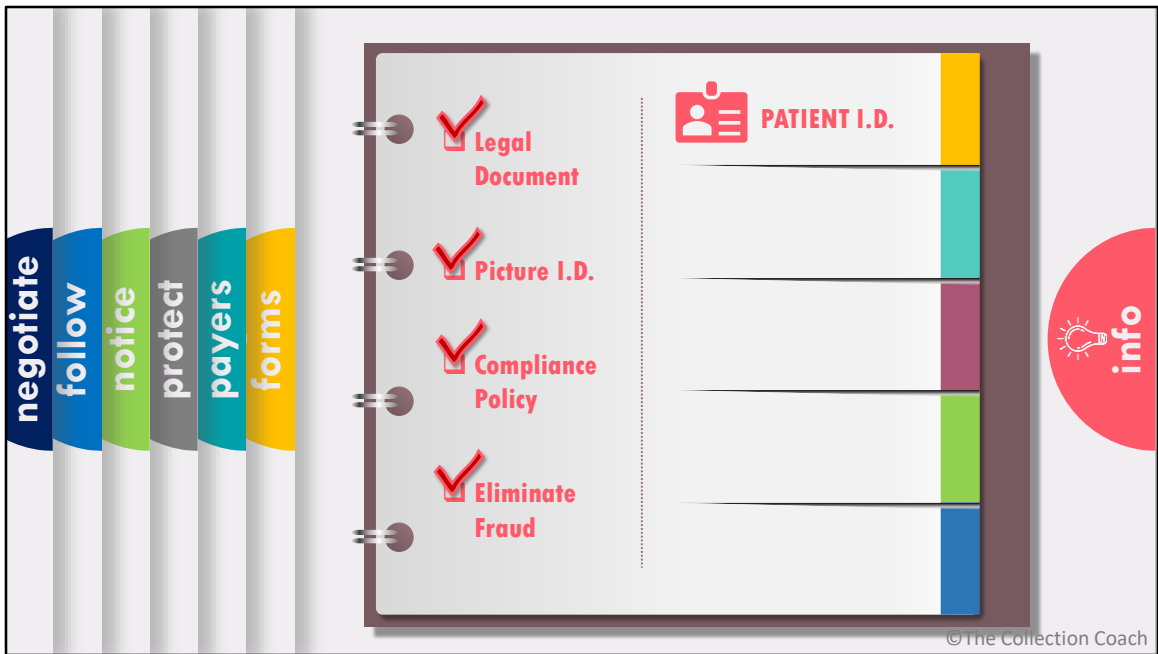 negotiate
follow
notice
protect
payers
forms
Legal
Document
Picture I.D.
Compliance
Policy
Eliminate
Fraud
PATIENT I.D.
info
©The Collection Coach